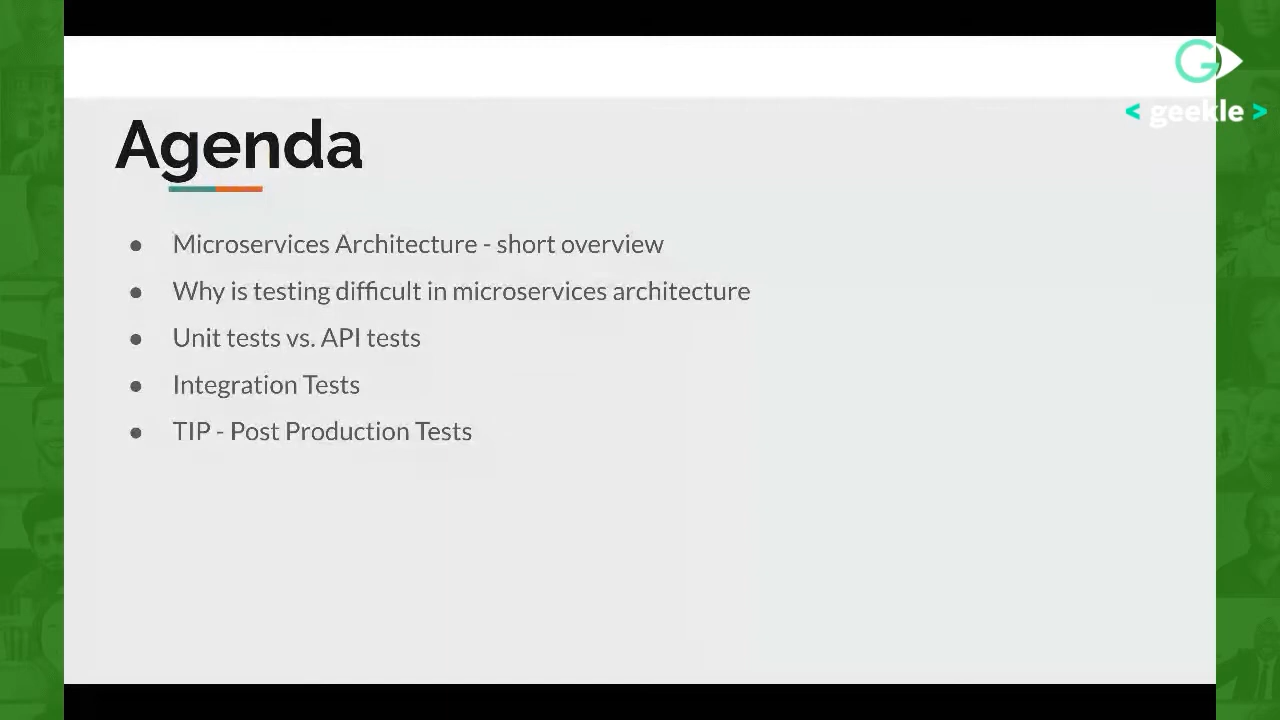 Agenda
< geekle >
● Microservices Architecture - short overview
● Why is testing difficult in microservices architecture
● Unit tests vs. API tests
● Integration Tests
● TIP - Post Production Tests